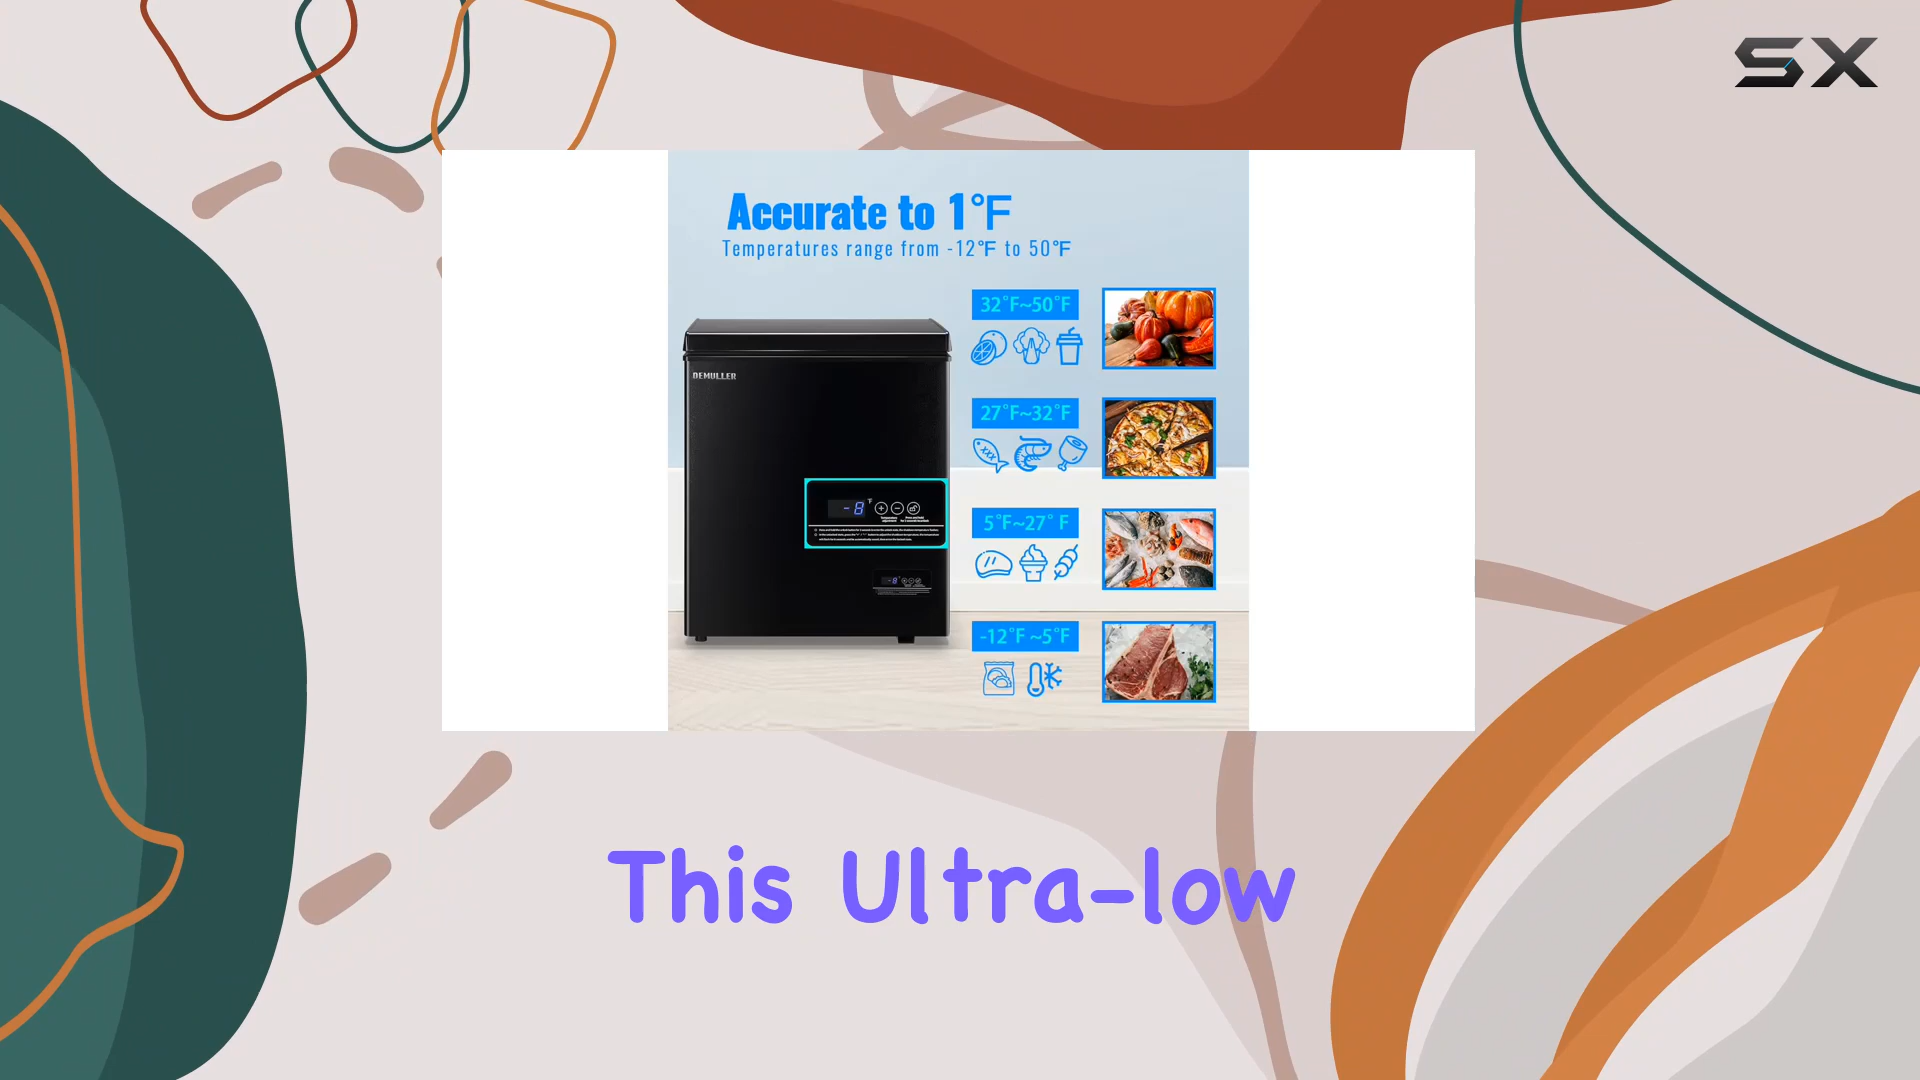 SX
Accurate to 1°F
Temperatures range from -12°F to 50°F
32°F~50°F
DEMULLER
27°F~32°F
-8 °F
5°F~27°F
-8
-12°F ~5°F
This Ultra-low